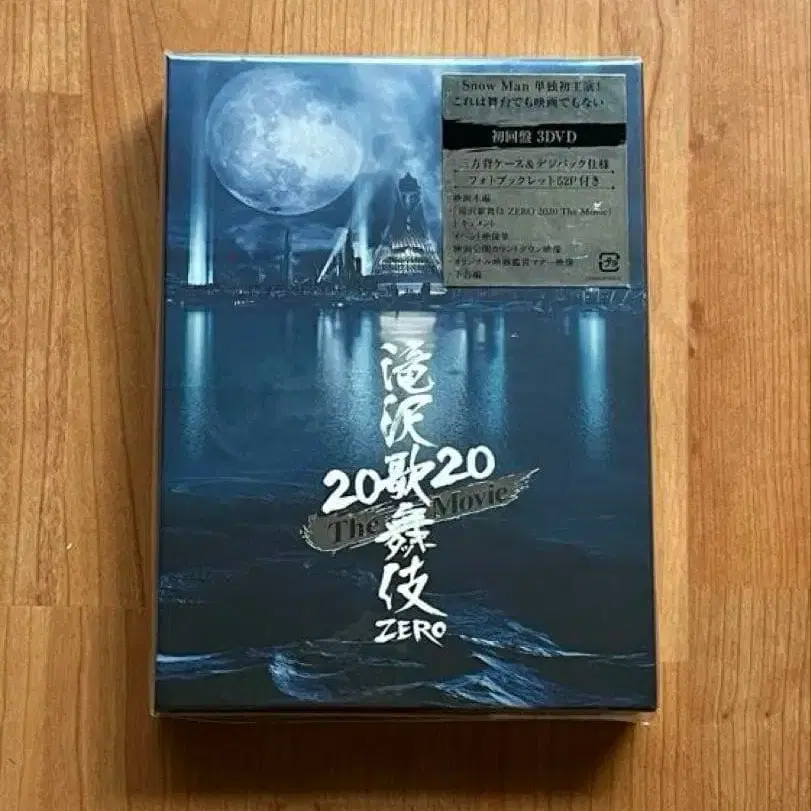 Snow Man 単独初主演!
これは舞台でも映画でもない
初回盤 3DVD
三方背ケース&デジパック仕様
フォトブックレット52P付き
・映画本編
「滝沢歌舞伎 ZERO 2020 The Movie」
ドキュメント
イベント映像集
・映画公開カウントダウン映像
・オリジナル映画鑑賞マナー映像
・予告編
滝沢歌舞伎
2020
The Movie
ZERO